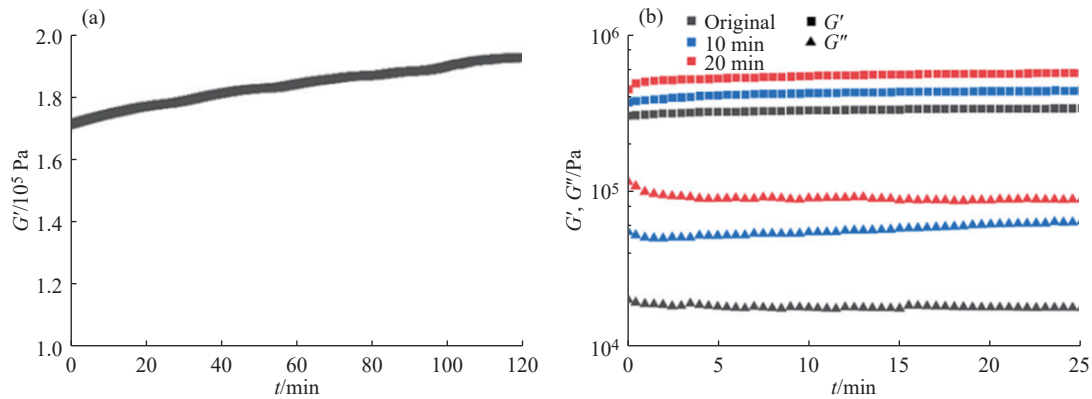 (a)
2.0
1.8
1.6
1.4
1.2
1.0
G′/10⁵ Pa
0 20 40 60 80 100 120
t/min
(b)
Original G′
10 min G″
20 min
10⁶
10⁵
10⁴
G′, G″/Pa
0 5 10 15 20 25
t/min